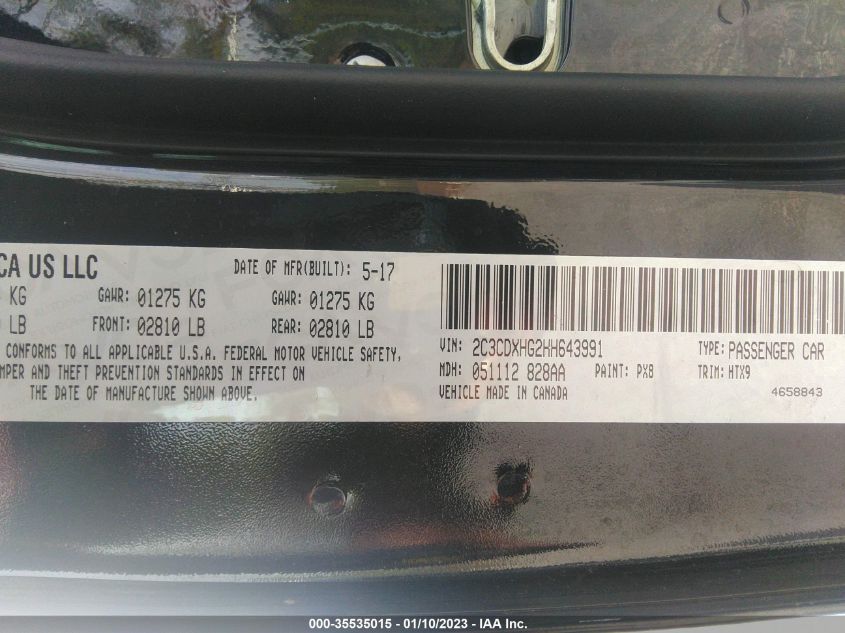 CA US LLC DATE OF MFR(BUILT): 5-17
KG GAWR: 01275 KG GAWR: 01275 KG
LB FRONT: 02810 LB REAR: 02810 LB
CONFORMS TO ALL APPLICABLE U.S.A. FEDERAL MOTOR VEHICLE SAFETY,
MPER AND THEFT PREVENTION STANDARDS IN EFFECT ON
THE DATE OF MANUFACTURE SHOWN ABOVE.
VIN: 2C3CDXHG2HH643991 TYPE: PASSENGER CAR
MDH: 051112 828AA PAINT: PX8 TRIM: HTX9
VEHICLE MADE IN CANADA 4658843
000-35535015 - 01/10/2023 - IAA Inc.